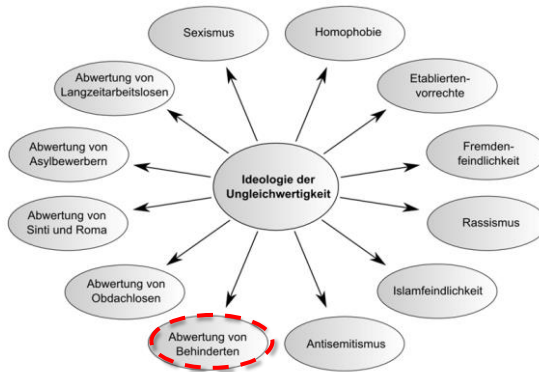 Sexismus
Homophobie
Abwertung von
Langzeitarbeitslosen
Etablierten-
vorrechte
Abwertung von
Asylbewerbern
Fremden-
feindlichkeit
Ideologie der
Ungleichwertigkeit
Abwertung von
Sinti und Roma
Rassismus
Abwertung von
Obdachlosen
Islamfeindlichkeit
Abwertung von
Behinderten
Antisemitismus